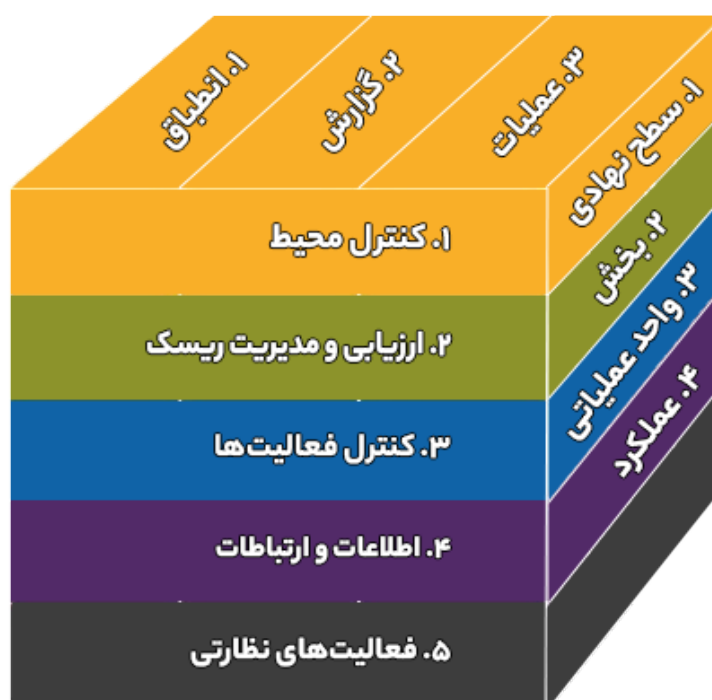 ۱. انطباق
۲. گزارش
۳. عملیات
۱. سطح نهادی
۲. بخش
۳. واحد عملیاتی
۴. عملکرد
۱. کنترل محیط
۲. ارزیابی و مدیریت ریسک
۳. کنترل فعالیت‌ها
۴. اطلاعات و ارتباطات
۵. فعالیت‌های نظارتی